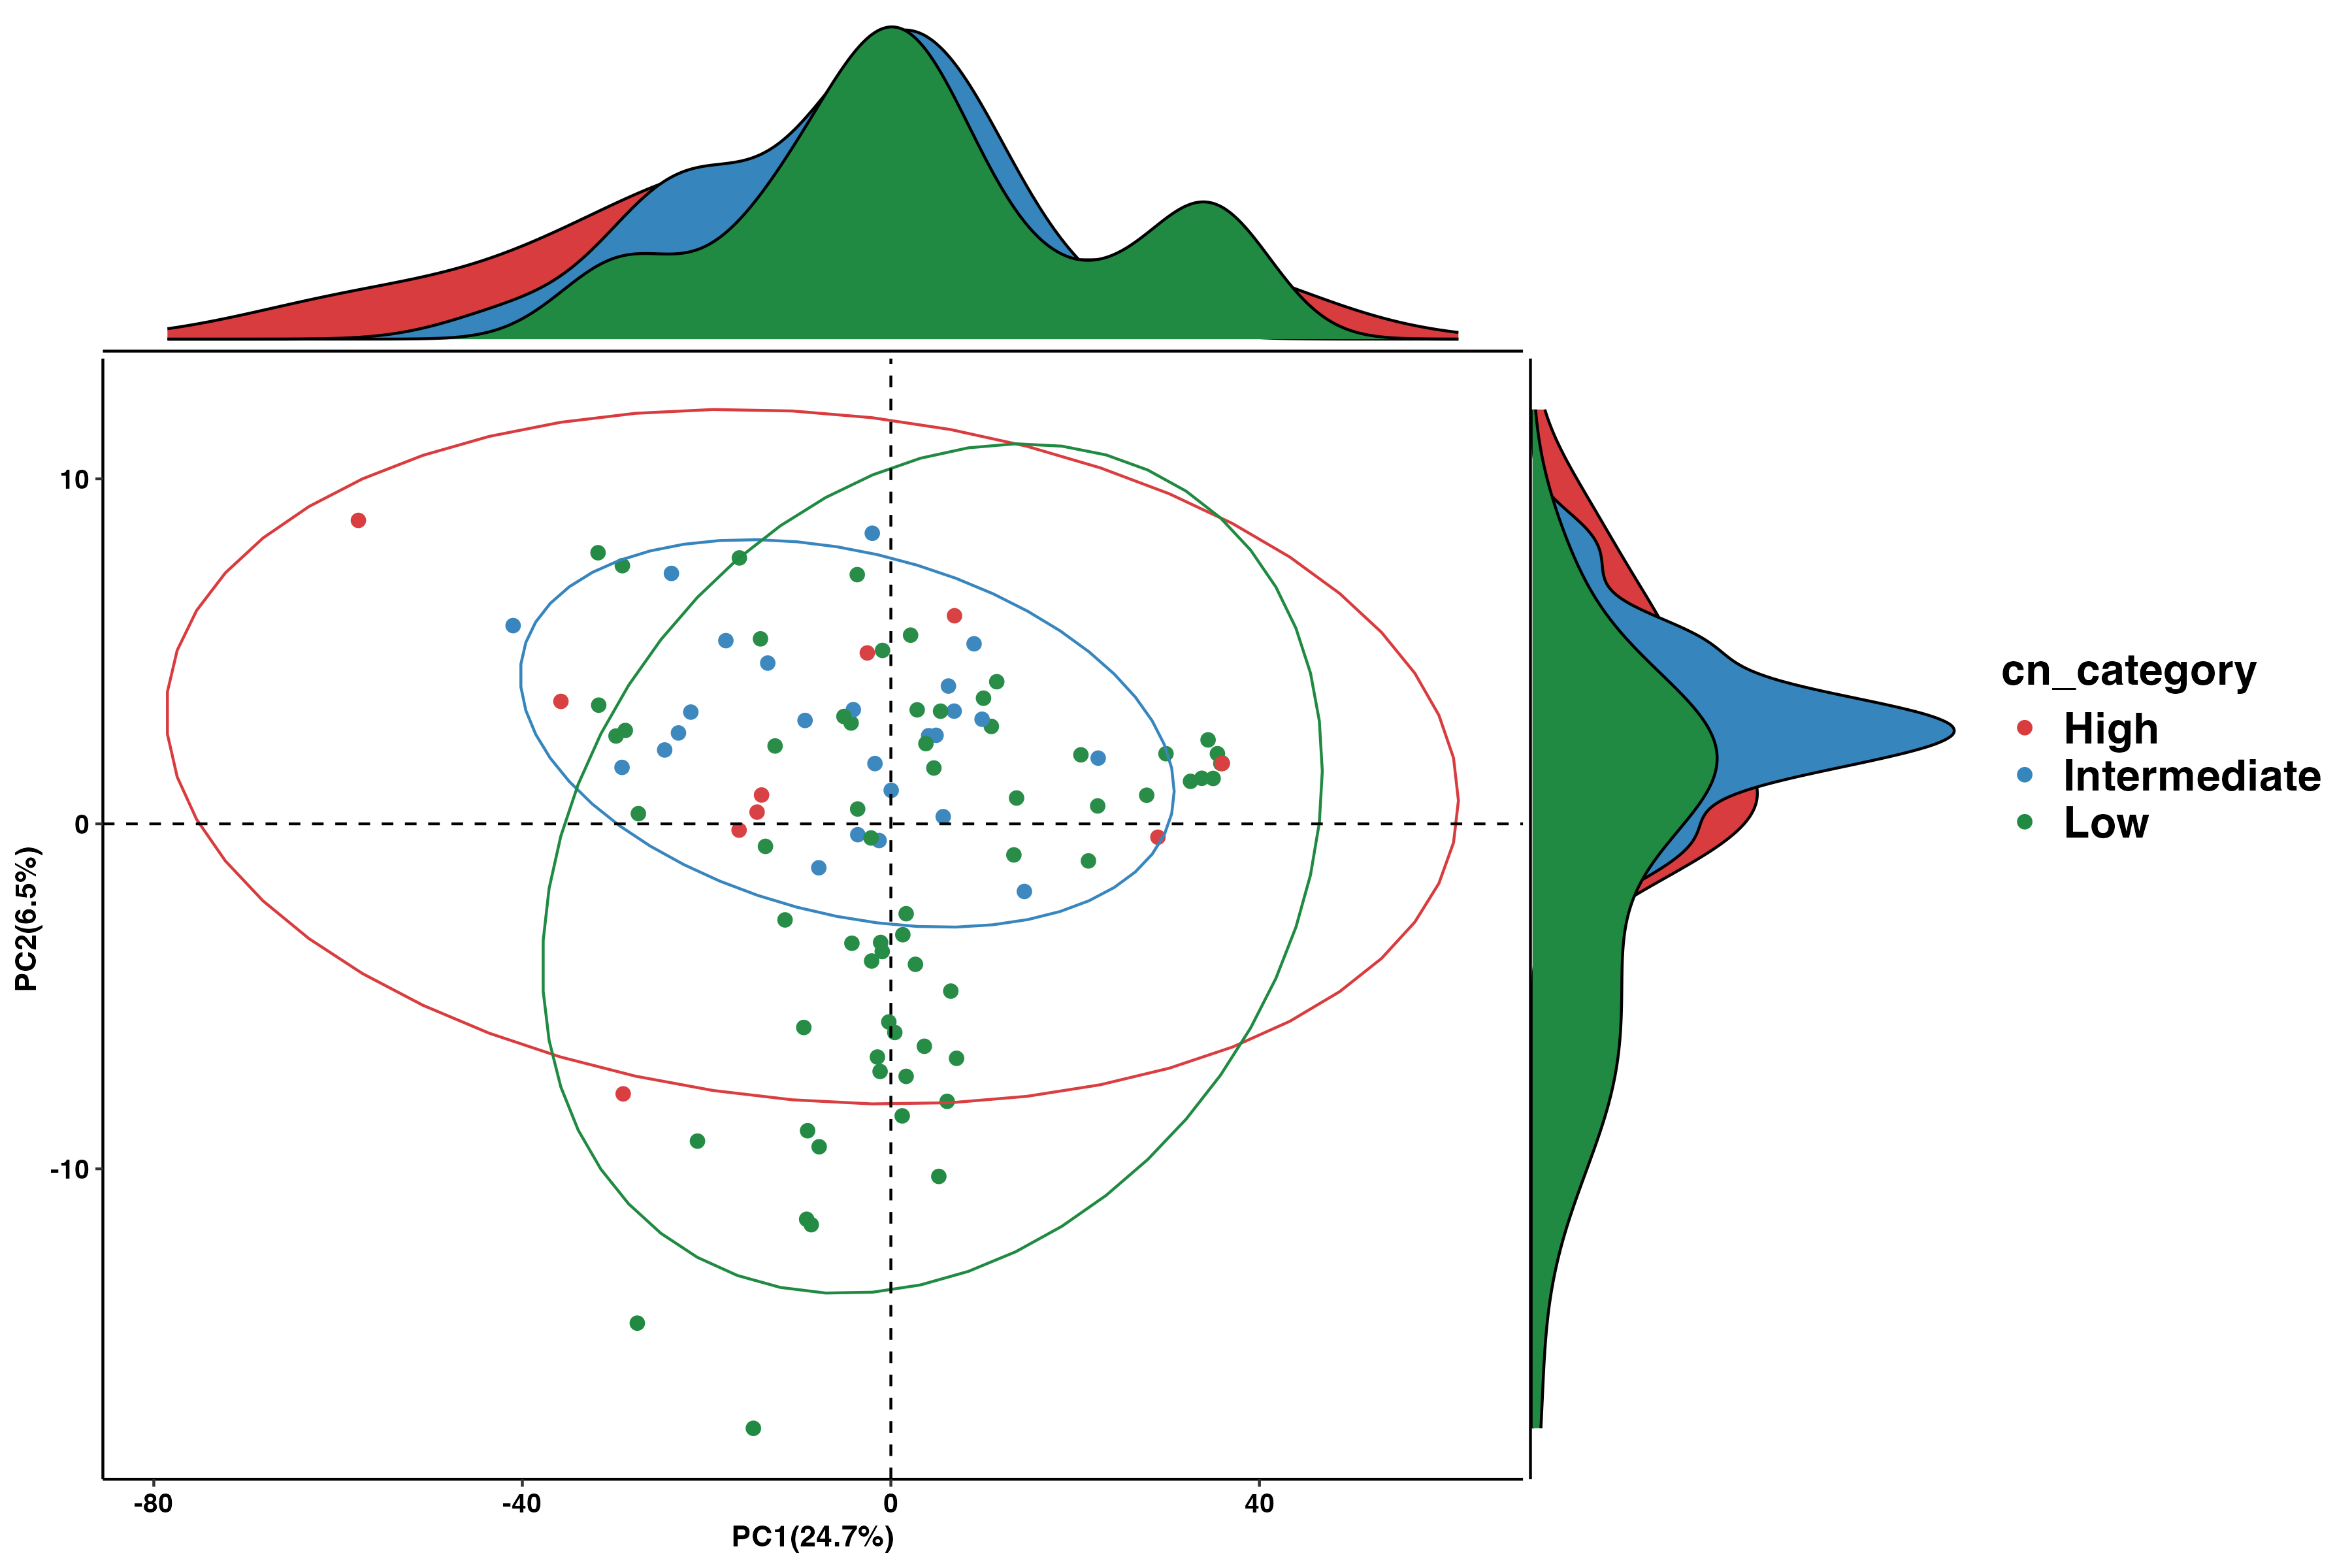 10
0
-10
PC2(6.5%)
-80
-40
0
40
PC1(24.7%)
cn_category
High
Intermediate
Low